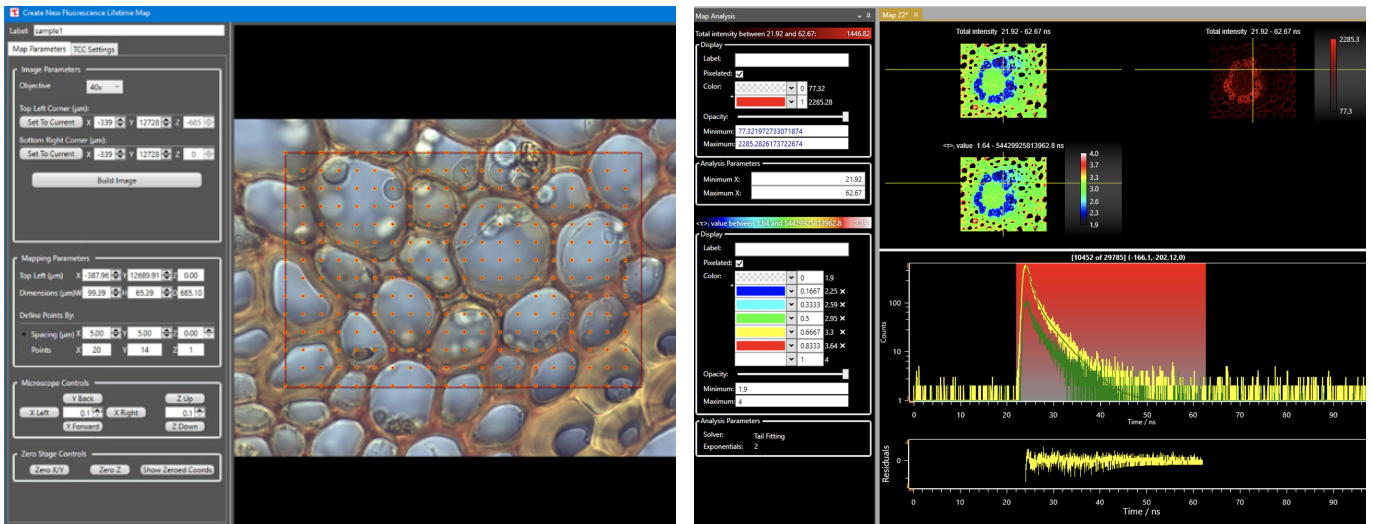 Create New Fluorescence Lifetime Map
Label: sample1
Map Parameters TCC Settings
Image Parameters
Objective 40x
Top Left Corner (µm):
Set To Current X -339 Y 12728 Z -685
Bottom Right Corner (µm):
Set To Current X -339 Y 12728 Z 0
Build Image
Mapping Parameters
Top Left (µm) X -387.96 Y 12689.91 Z 0.00
Dimensions (µm) W 99.39 H 65.39 D 685.10
Define Points By:
Spacing (µm) X 5.00 Y 5.00 Z 0.00
Points X 20 Y 14 Z 1
Microscope Controls
Y Back Z Up
X Left 0.1 X Right 0.1
Y Forward Z Down
Zero Stage Controls
Zero X/Y Zero Z Show Zeroed Coords
Map Analysis
Total intensity between 21.92 and 62.67: 1446.82
Display
Label:
Pixelated:
Color: 0 77.32
1 2285.28
Opacity:
Minimum: 77.321972733071874
Maximum: 2285.2826173722674
Analysis Parameters
Minimum X: 21.92
Maximum X: 62.67
<τ>ᵢ value between 1.64 and 54429925813962.8:
Display
Label:
Pixelated:
Color: 0 1.9
0.1667 2.25 ×
0.3333 2.59 ×
0.5 2.95 ×
0.6667 3.3 ×
0.8333 3.64 ×
1 4
Opacity:
Minimum: 1.9
Maximum: 4
Analysis Parameters
Solver: Tail Fitting
Exponentials: 2
Map 22* ×
Total intensity 21.92 - 62.67 ns
Total intensity 21.92 - 62.67 ns
2285.3
77.3
<τ>ᵢ value 1.64 - 54429925813962.8 ns
4.0
3.7
3.3
3.0
2.6
2.3
1.9
[10452 of 29785] (-166.1,-202.12,0)
Counts
100
10
1
0 10 20 30 40 50 60 70 80 90
Time / ns
Residuals
0
0 10 20 30 40 50 60 70 80 90
Time / ns